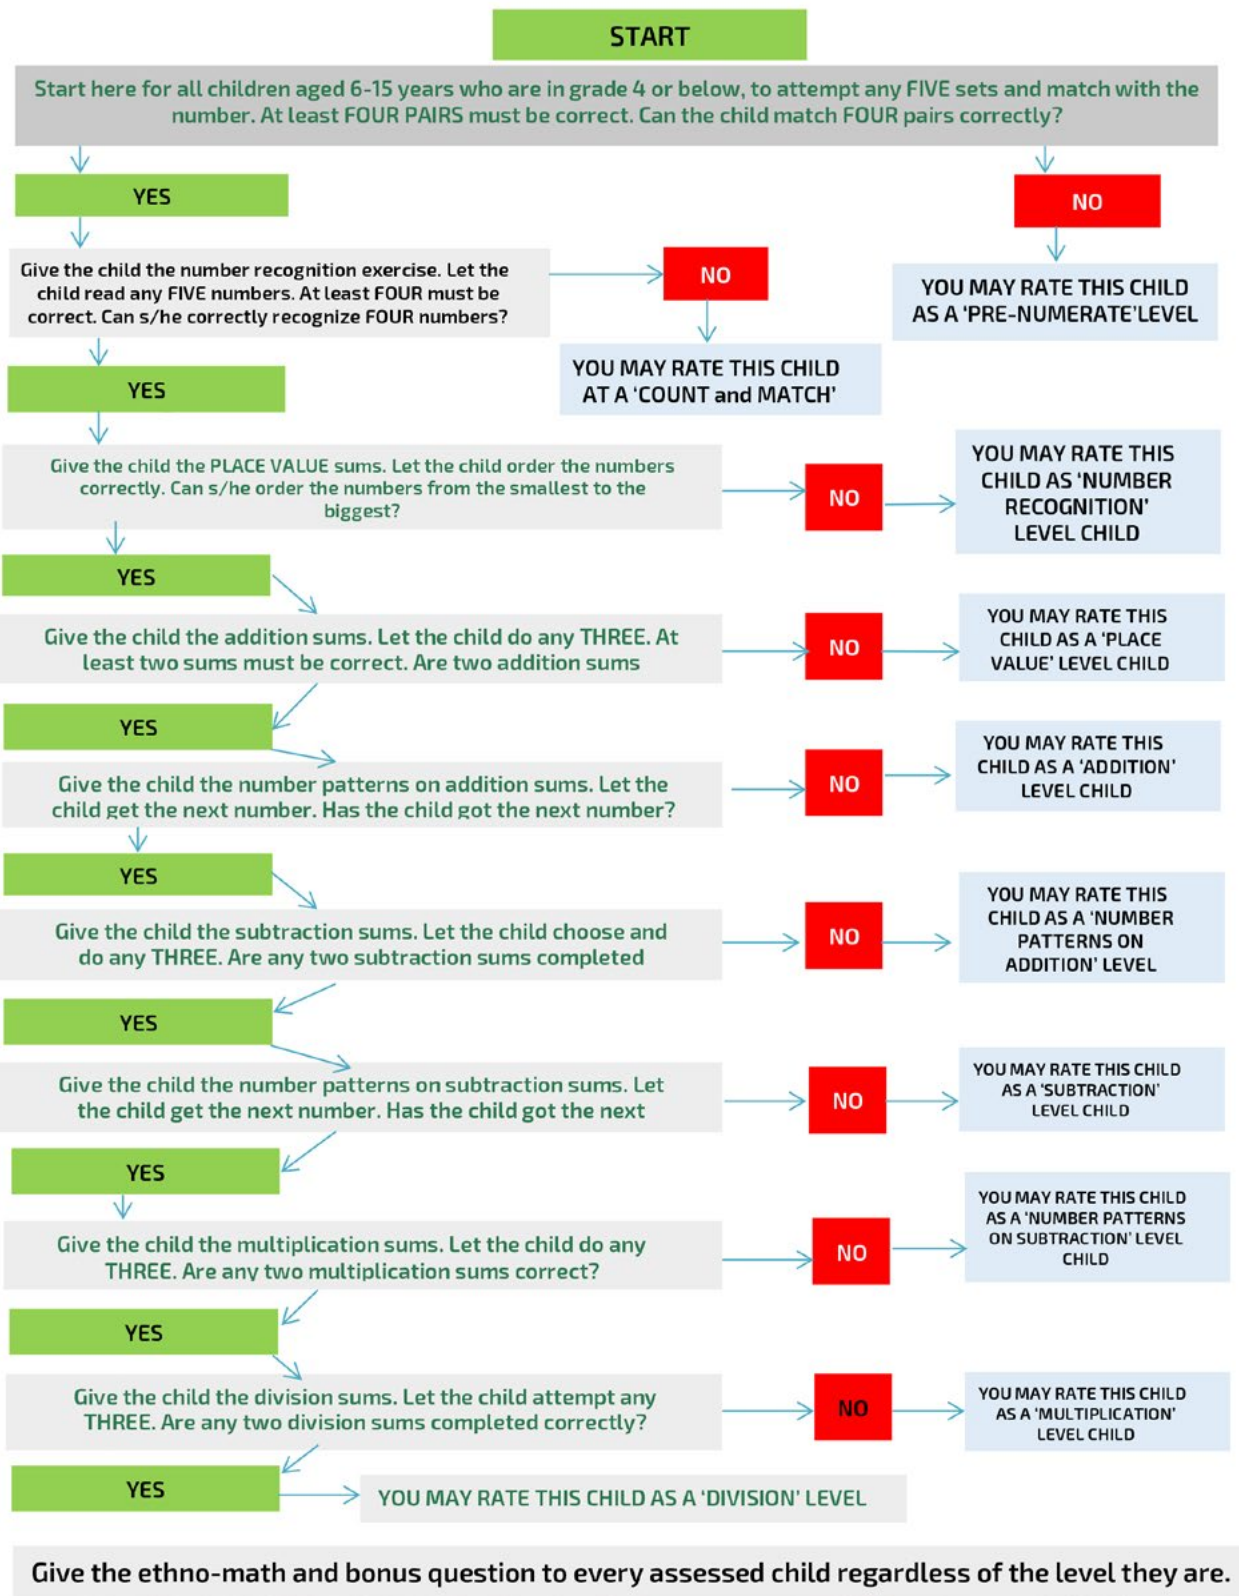 START
Start here for all children aged 6-15 years who are in grade 4 or below, to attempt any FIVE sets and match with the
number. At least FOUR PAIRS must be correct. Can the child match FOUR pairs correctly?
YES
NO
Give the child the number recognition exercise. Let the
child read any FIVE numbers. At least FOUR must be
correct. Can s/he correctly recognize FOUR numbers?
NO
YOU MAY RATE THIS CHILD
AS A ‘PRE-NUMERATE’LEVEL
YES
YOU MAY RATE THIS CHILD
AT A ‘COUNT and MATCH’
Give the child the PLACE VALUE sums. Let the child order the numbers
correctly. Can s/he order the numbers from the smallest to the
biggest?
NO
YOU MAY RATE THIS
CHILD AS ‘NUMBER
RECOGNITION’
LEVEL CHILD
YES
Give the child the addition sums. Let the child do any THREE. At
least two sums must be correct. Are two addition sums
NO
YOU MAY RATE THIS
CHILD AS A ‘PLACE
VALUE’ LEVEL CHILD
YES
Give the child the number patterns on addition sums. Let the
child get the next number. Has the child got the next number?
NO
YOU MAY RATE THIS
CHILD AS A ‘ADDITION’
LEVEL CHILD
YES
Give the child the subtraction sums. Let the child choose and
do any THREE. Are any two subtraction sums completed
NO
YOU MAY RATE THIS
CHILD AS A ‘NUMBER
PATTERNS ON
ADDITION’ LEVEL
YES
Give the child the number patterns on subtraction sums. Let
the child get the next number. Has the child got the next
NO
YOU MAY RATE THIS CHILD
AS A ‘SUBTRACTION’
LEVEL CHILD
YES
Give the child the multiplication sums. Let the child do any
THREE. Are any two multiplication sums correct?
NO
YOU MAY RATE THIS CHILD
AS A ‘NUMBER PATTERNS
ON SUBTRACTION’ LEVEL
CHILD
YES
Give the child the division sums. Let the child attempt any
THREE. Are any two division sums completed correctly?
NO
YOU MAY RATE THIS CHILD
AS A ‘MULTIPLICATION’
LEVEL CHILD
YES
YOU MAY RATE THIS CHILD AS A ‘DIVISION’ LEVEL
Give the ethno-math and bonus question to every assessed child regardless of the level they are.